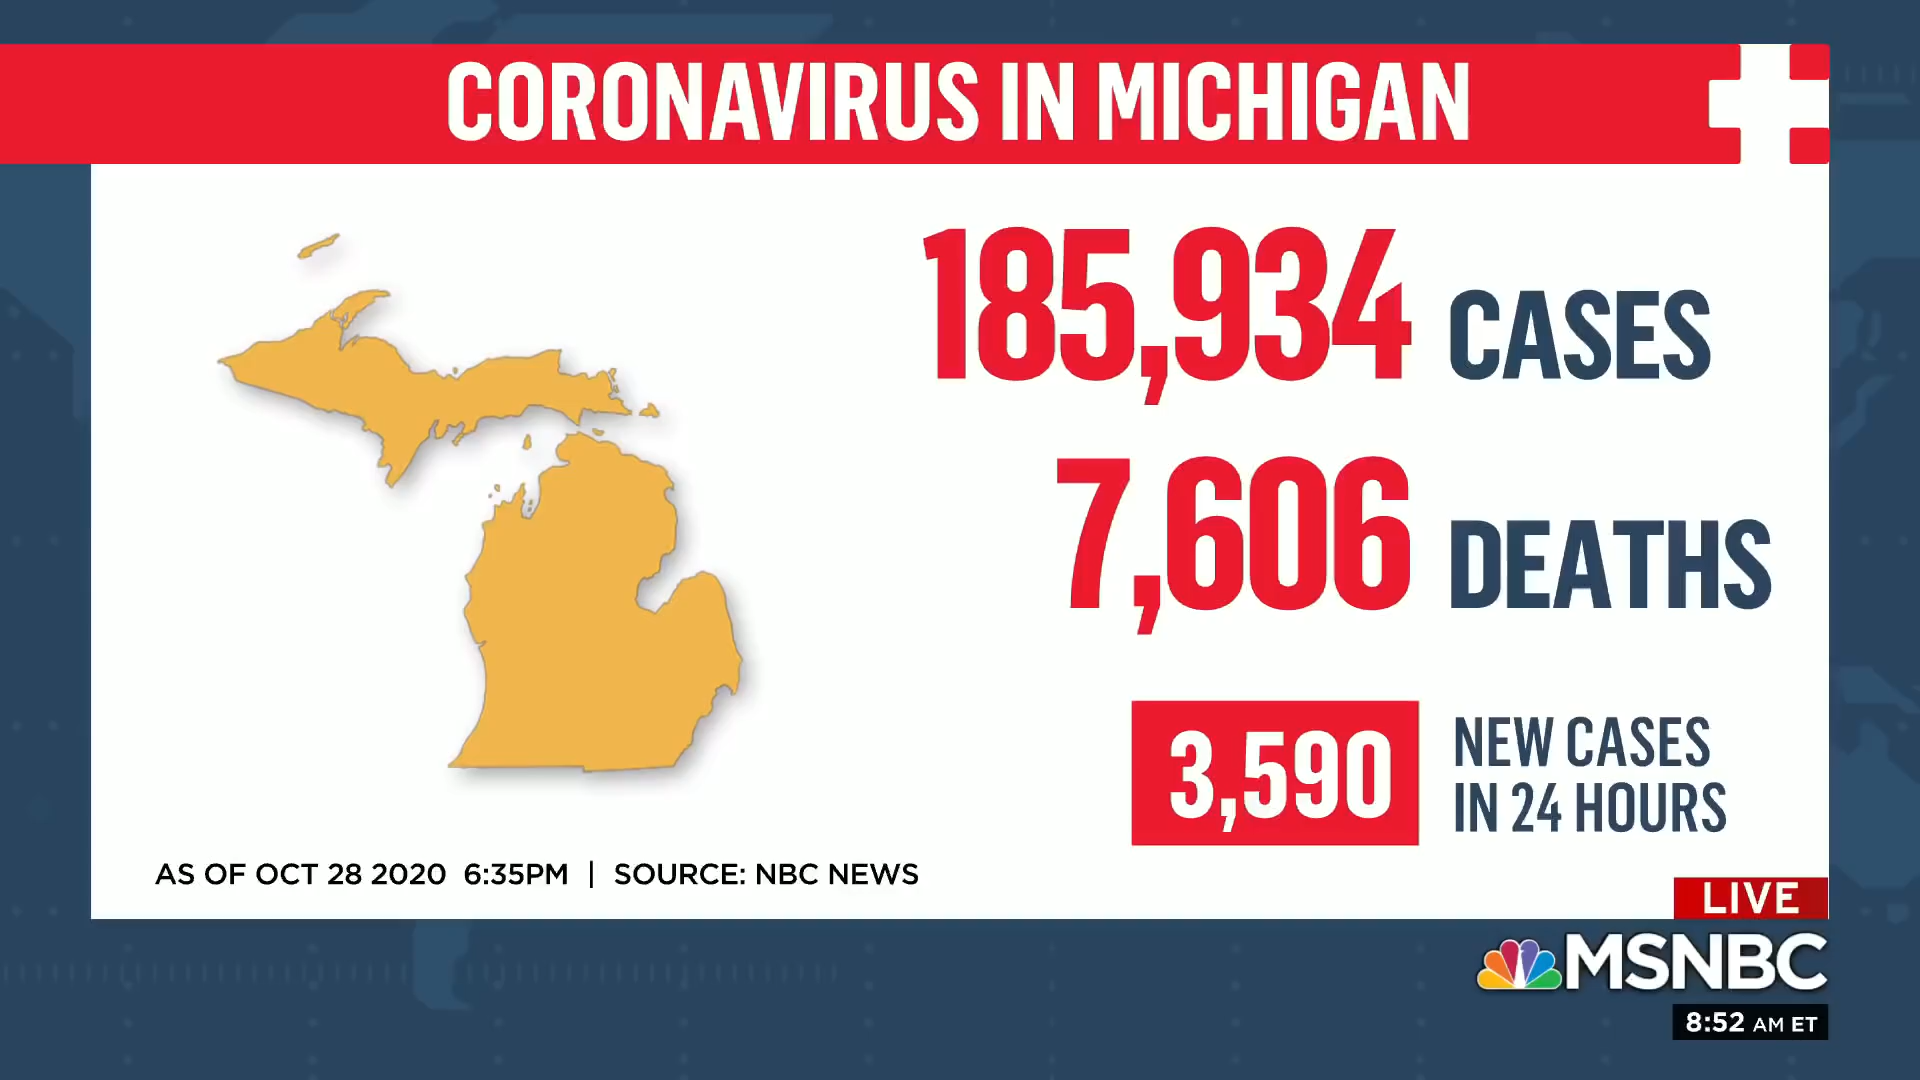 CORONAVIRUS IN MICHIGAN
185,934 CASES
7,606 DEATHS
3,590 NEW CASES
IN 24 HOURS
AS OF OCT 28 2020 6:35PM | SOURCE: NBC NEWS
LIVE
MSNBC
8:52 AM ET